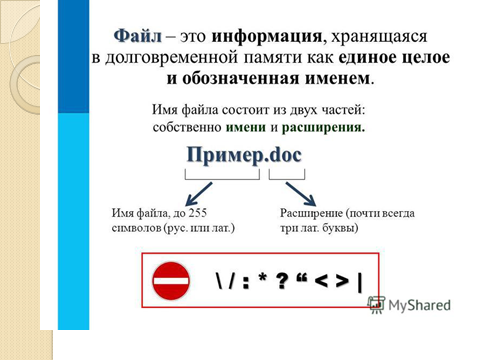 Файл – это информация, хранящаяся
в долговременной памяти как единое целое
и обозначенная именем.
Имя файла состоит из двух частей:
собственно имени и расширения.
Пример.doc
Имя файла, до 255
символов (рус. или лат.)
Расширение (почти всегда
три лат. буквы)
\ / : * ? “ < > |
MyShared